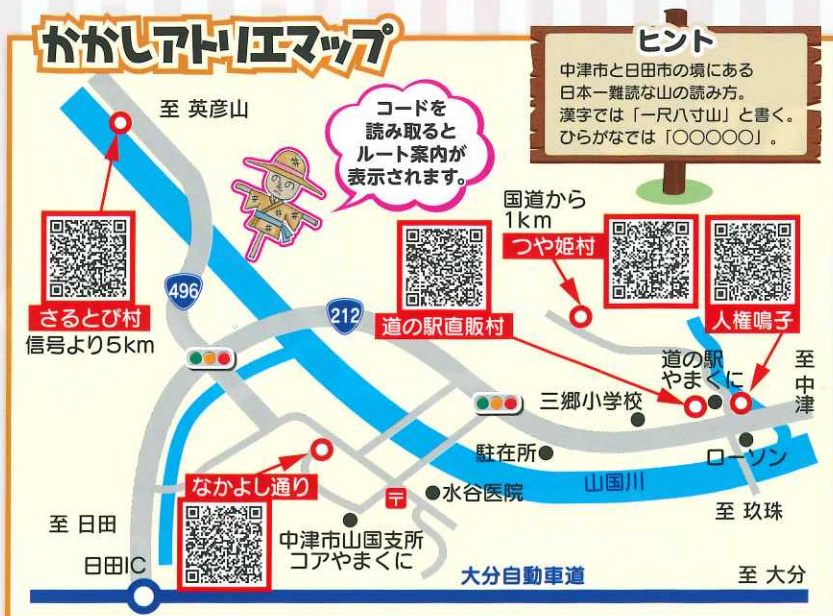 かかしアトリエマップ
ヒント
中津市と日田市の境にある
日本一難読な山の読み方。
漢字では「一尺八寸山」と書く。
ひらがなでは「〇〇〇〇〇」。
至 英彦山
コードを
読み取ると
ルート案内が
表示されます。
国道から
1km
つや姫村
さるとび村
信号より5km
496
212
道の駅直販村
人権鳴子
道の駅
やまくに
至 中津
三郷小学校
駐在所
ローソン
山国川
なかよし通り
〒
水谷医院
至 玖珠
至 日田
中津市山国支所
コアやまくに
日田IC
大分自動車道
至 大分